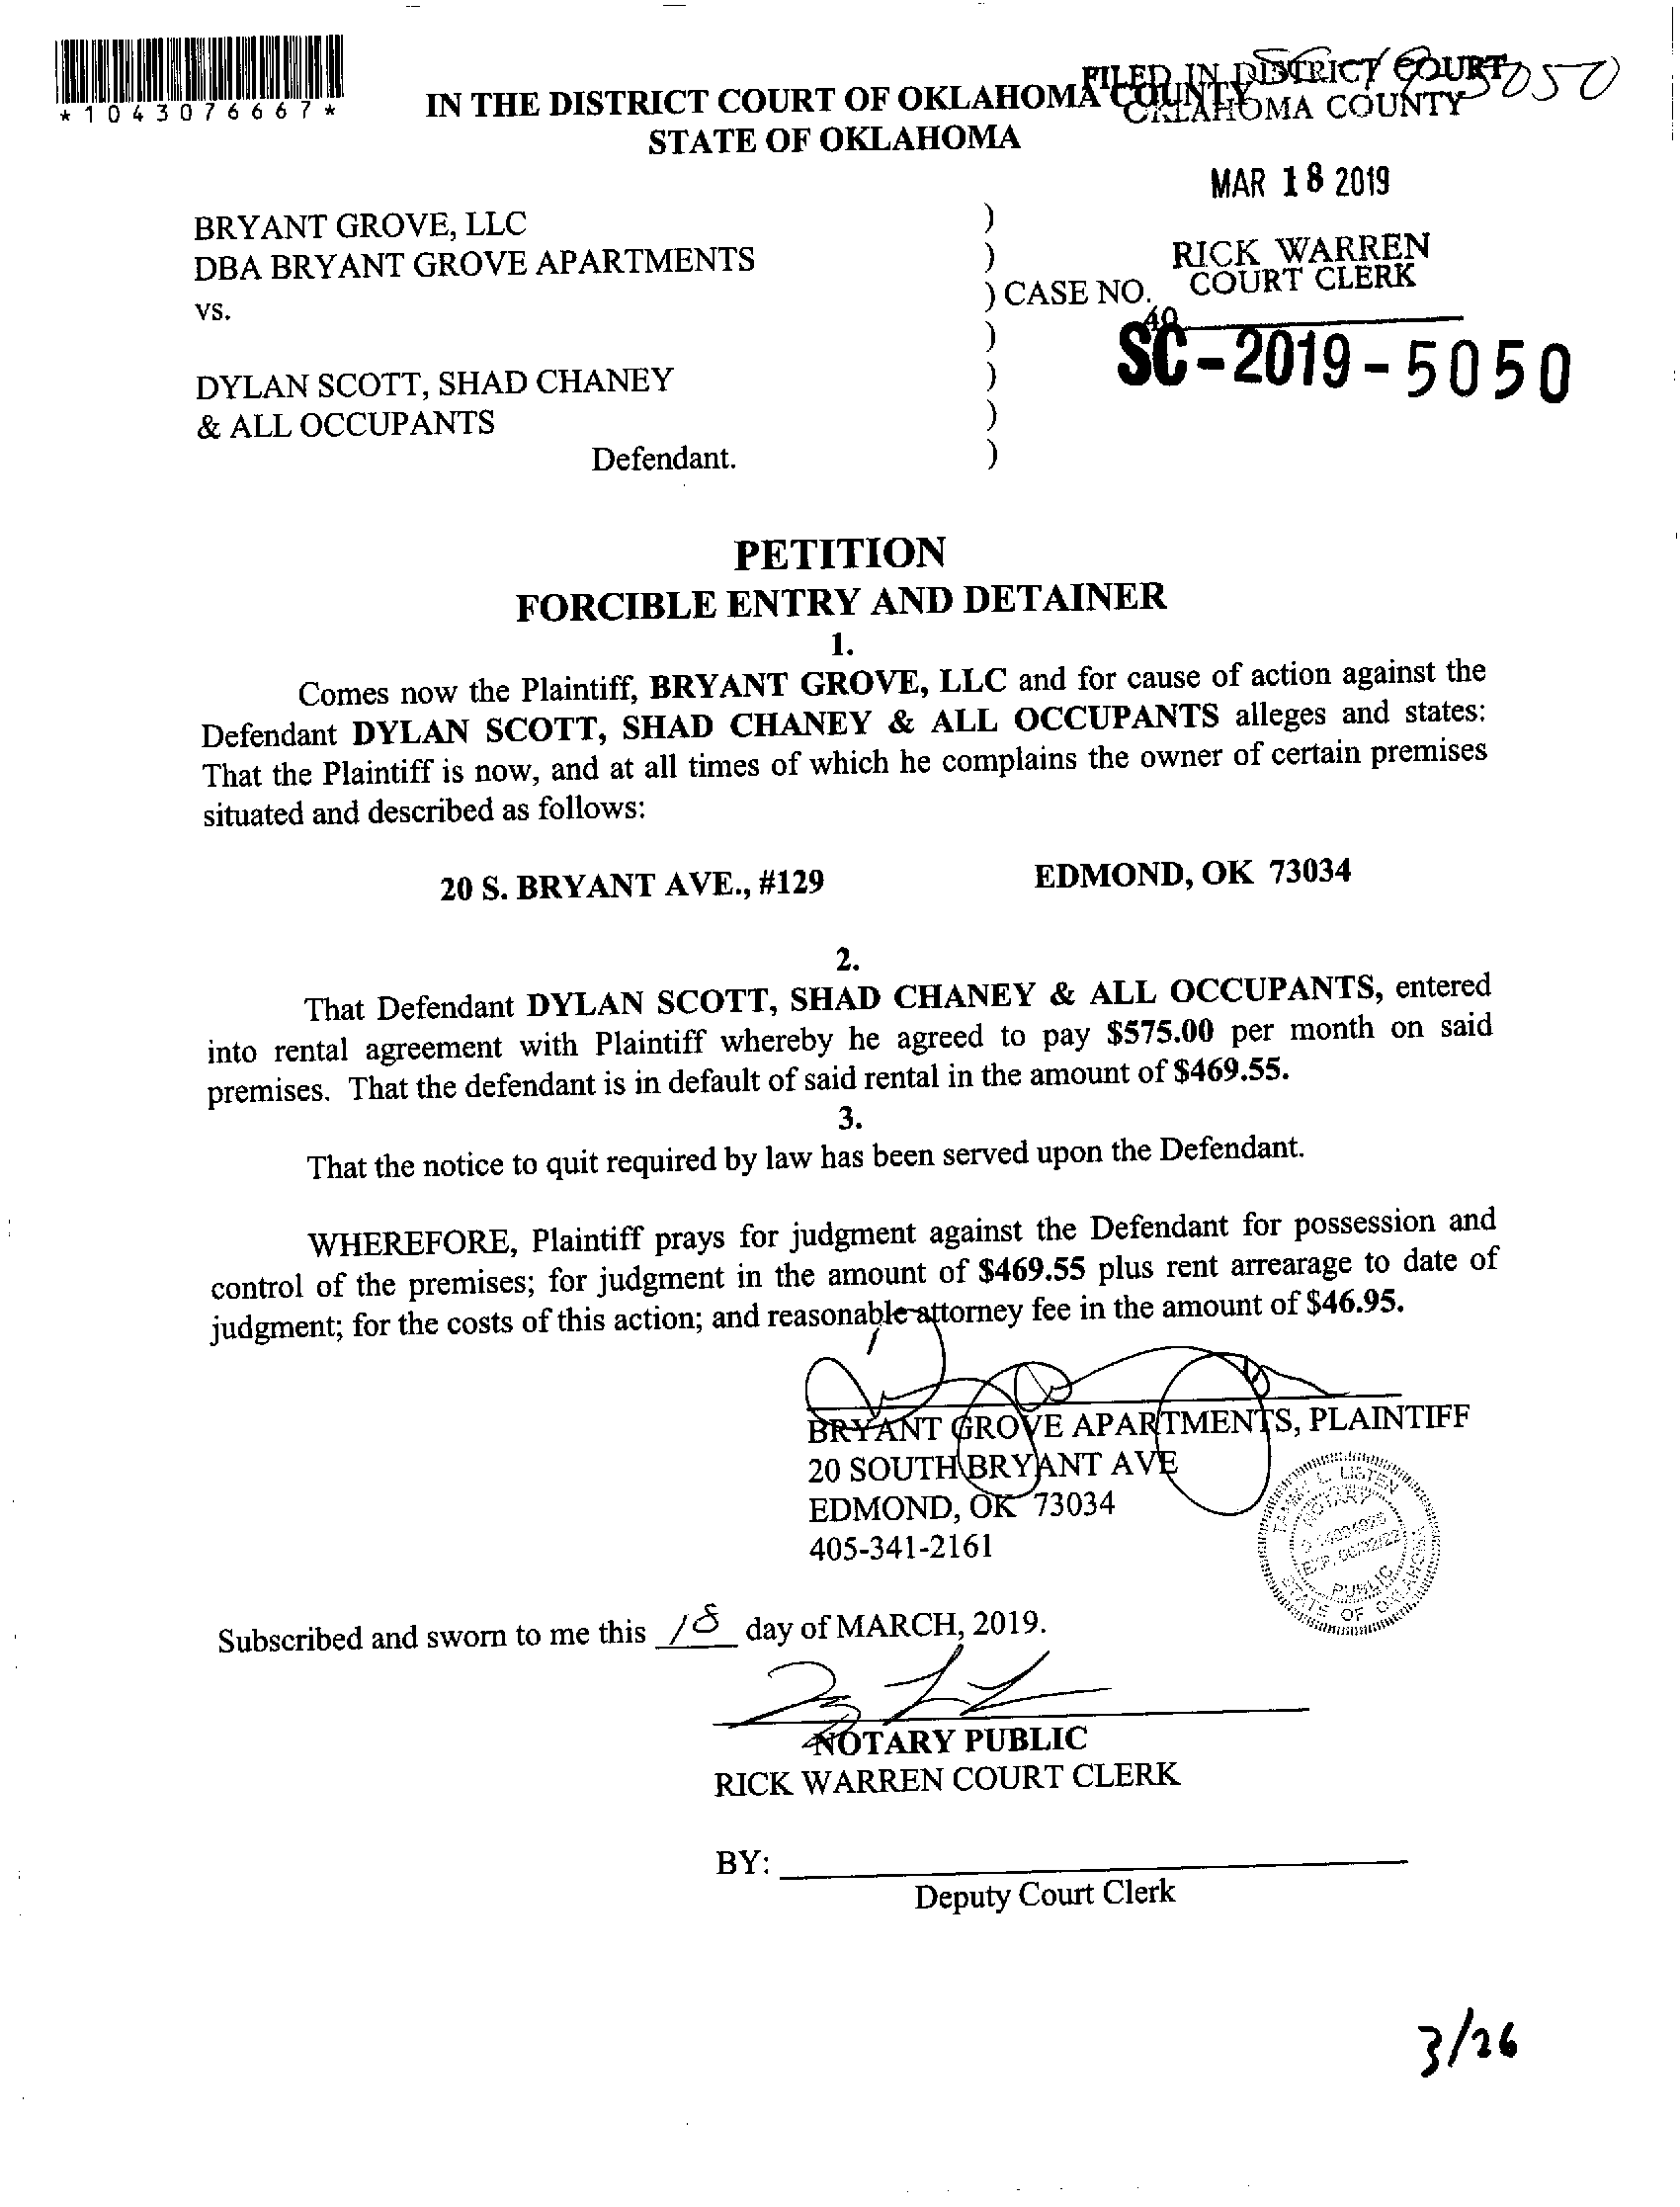 *1043076667*
IN THE DISTRICT COURT OF OKLAHOMA COUNTY
STATE OF OKLAHOMA
FILED IN DISTRICT COURT
OKLAHOMA COUNTY
MAR 18 2019
RICK WARREN
COURT CLERK
40
BRYANT GROVE, LLC )
DBA BRYANT GROVE APARTMENTS )
vs. ) CASE NO.
)
SC-2019-5050
DYLAN SCOTT, SHAD CHANEY )
& ALL OCCUPANTS )
Defendant. )
PETITION
FORCIBLE ENTRY AND DETAINER
1.
Comes now the Plaintiff, BRYANT GROVE, LLC and for cause of action against the
Defendant DYLAN SCOTT, SHAD CHANEY & ALL OCCUPANTS alleges and states:
That the Plaintiff is now, and at all times of which he complains the owner of certain premises
situated and described as follows:
20 S. BRYANT AVE., #129 EDMOND, OK 73034
2.
That Defendant DYLAN SCOTT, SHAD CHANEY & ALL OCCUPANTS, entered
into rental agreement with Plaintiff whereby he agreed to pay $575.00 per month on said
premises. That the defendant is in default of said rental in the amount of $469.55.
3.
That the notice to quit required by law has been served upon the Defendant.
WHEREFORE, Plaintiff prays for judgment against the Defendant for possession and
control of the premises; for judgment in the amount of $469.55 plus rent arrearage to date of
judgment; for the costs of this action; and reasonable attorney fee in the amount of $46.95.
BRYANT GROVE APARTMENTS, PLAINTIFF
20 SOUTH BRYANT AVE
EDMOND, OK 73034
405-341-2161
L. LISTEN
NOTARY
PUBLIC
STATE OF OKLAHOMA
Subscribed and sworn to me this 18 day of MARCH, 2019.
NOTARY PUBLIC
RICK WARREN COURT CLERK
BY:
Deputy Court Clerk
3/26